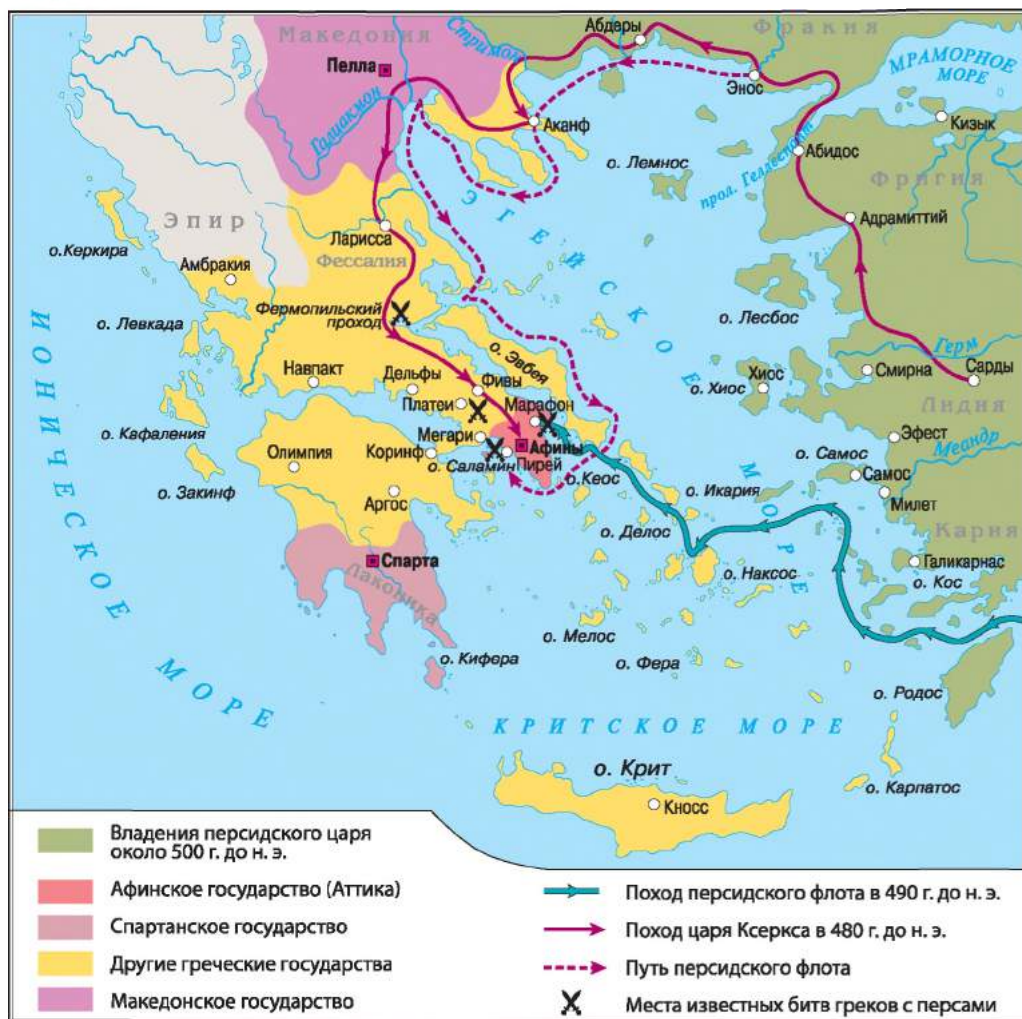 Македония
Стримон
Абдеры
Фракия
Пелла
МРАМОРНОЕ
МОРЕ
Энос
Галиакмон
Аканф
Кизык
прол. Геллеспонт
Абидос
о. Лемнос
Фригия
ЭГЕЙСКОЕ
МОРЕ
Эпир
Адрамиттий
Ларисса
о.Керкира
Фессалия
Амбракия
Фермопильский
проход
о. Лесбос
о. Левкада
о. Эвбея
Герм
Навпакт
Дельфы
Фивы
Хиос
о. Хиос
Смирна
Сарды
Платеи
Марафон
Лидия
о. Кафаления
Мегари
Афины
Эфест
Меандр
Олимпия
Коринф
о. Саламин
Пирей
о.Кеос
о. Самос
Самос
о. Закинф
о. Икария
Милет
Аргос
о. Делос
Кария
ИОНИЧЕСКОЕ
МОРЕ
Спарта
Лаконика
Галикарнас
о. Наксос
о. Кос
о. Мелос
о. Кифера
о. Фера
о. Родос
КРИТСКОЕ МОРЕ
о. Крит
о. Карпатос
Кносс
Владения персидского царя
около 500 г. до н. э.
Афинское государство (Аттика)
Спартанское государство
Другие греческие государства
Македонское государство
Поход персидского флота в 490 г. до н. э.
Поход царя Ксеркса в 480 г. до н. э.
Путь персидского флота
Места известных битв греков с персами